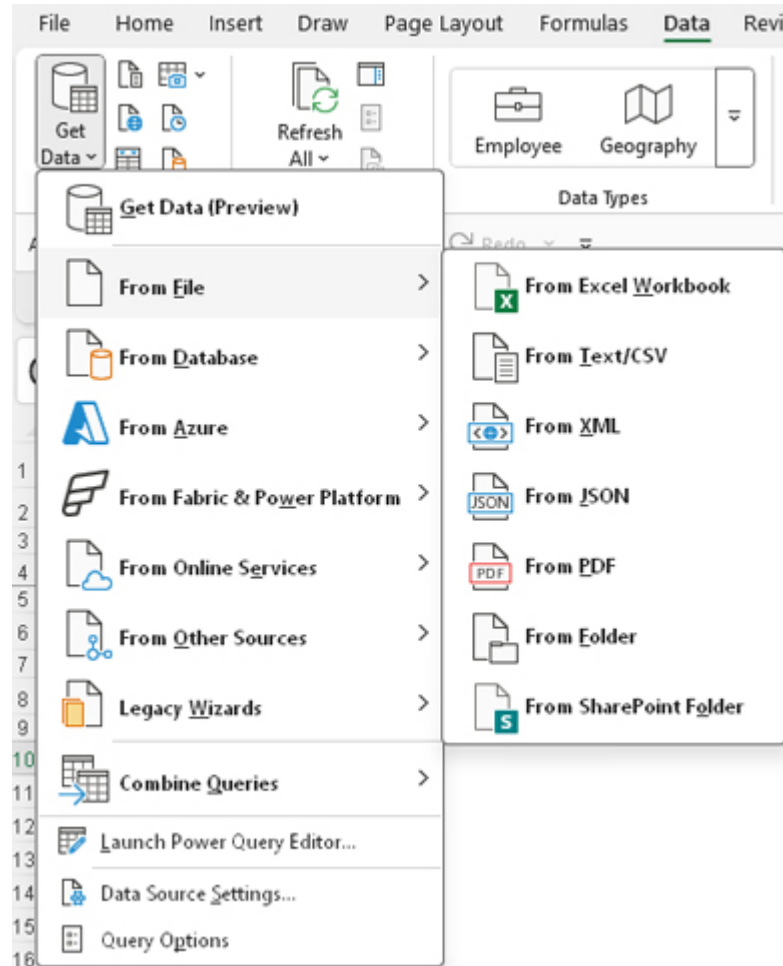 File Home Insert Draw Page Layout Formulas Data Revi
Get
Data
Refresh
All
Employee Geography
Data Types
Redo
Get Data (Preview)
From File
From Database
From Azure
From Fabric & Power Platform
From Online Services
From Other Sources
Legacy Wizards
Combine Queries
Launch Power Query Editor...
Data Source Settings...
Query Options
From Excel Workbook
X
From Text/CSV
From XML
JSON From JSON
PDF From PDF
From Folder
S From SharePoint Folder
1
2
3
4
5
6
7
8
9
10
11
12
13
14
15
16